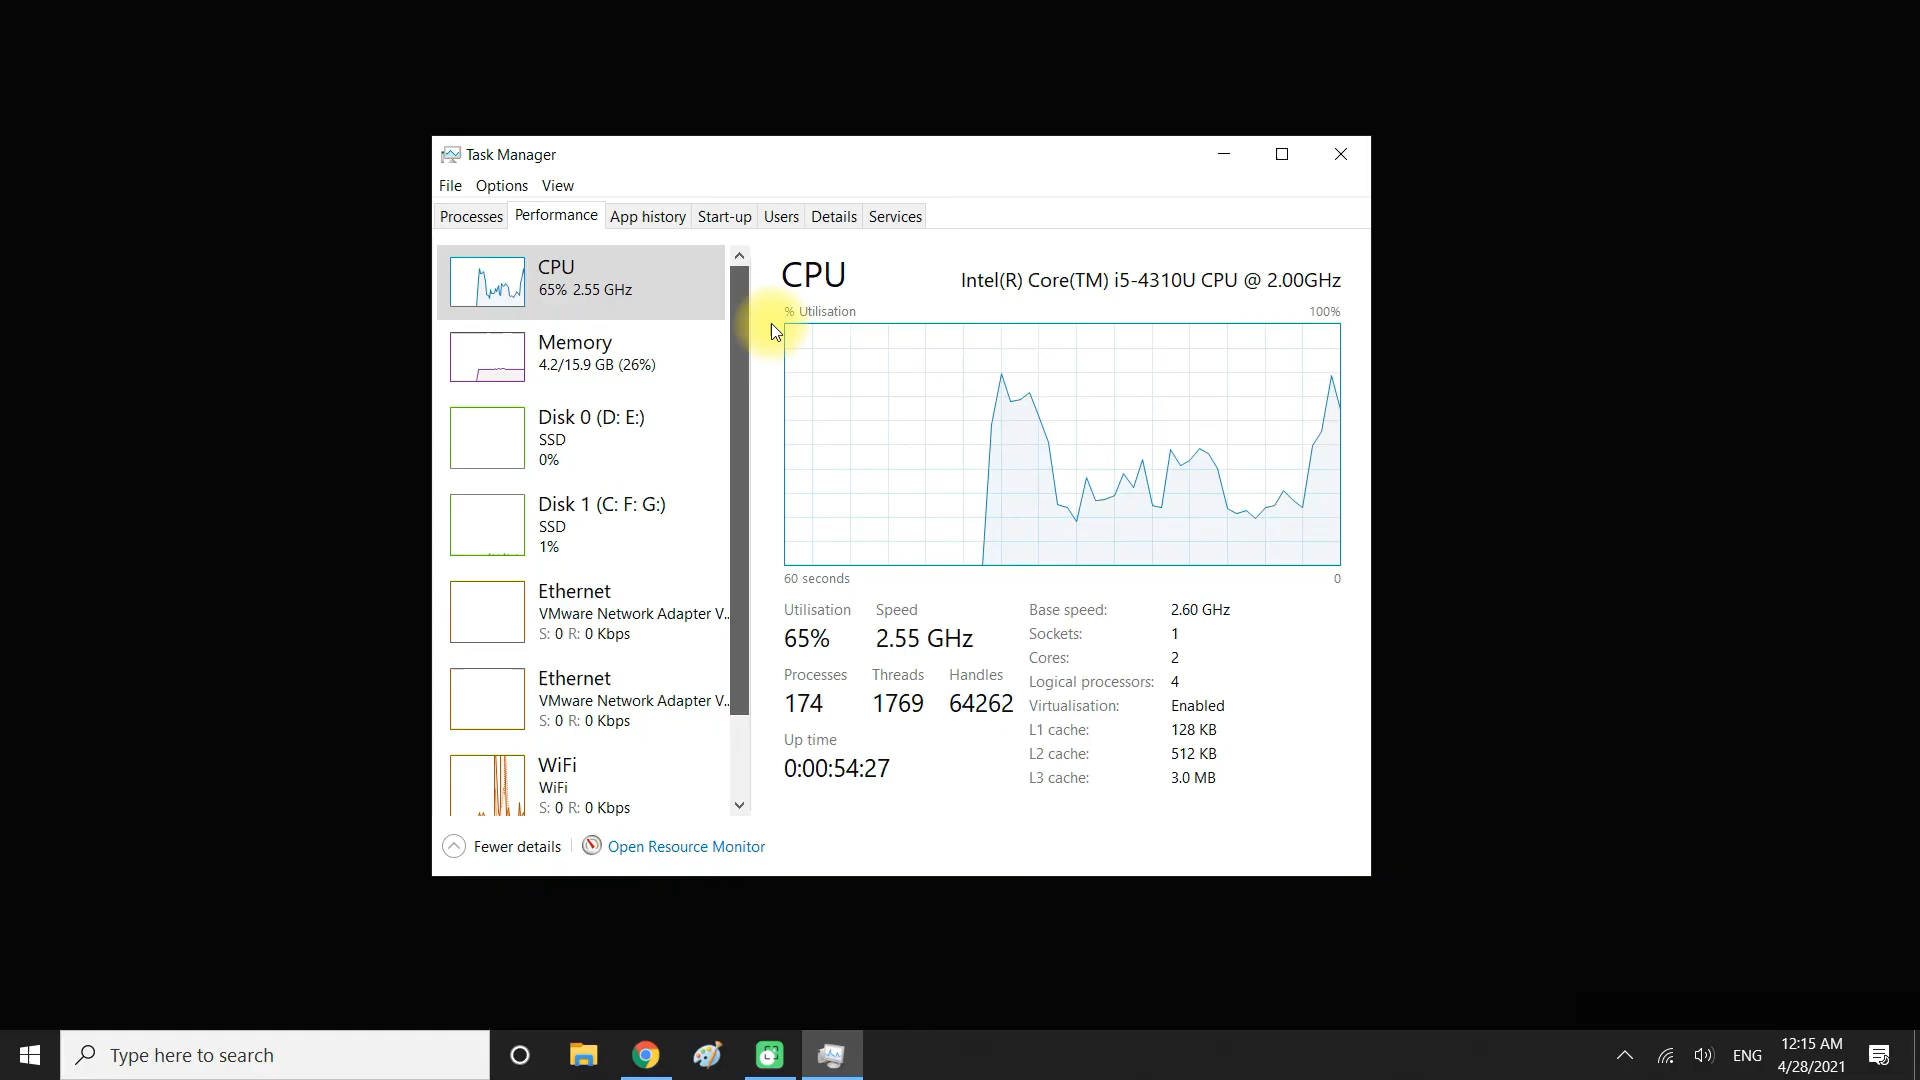 Task Manager
File Options View
Processes Performance App history Start-up Users Details Services
CPU
65% 2.55 GHz
Memory
4.2/15.9 GB (26%)
Disk 0 (D: E:)
SSD
0%
Disk 1 (C: F: G:)
SSD
1%
Ethernet
VMware Network Adapter V...
S: 0 R: 0 Kbps
Ethernet
VMware Network Adapter V...
S: 0 R: 0 Kbps
WiFi
WiFi
S: 0 R: 0 Kbps
CPU Intel(R) Core(TM) i5-4310U CPU @ 2.00GHz
% Utilisation 100%
60 seconds 0
Utilisation Speed
65% 2.55 GHz
Processes Threads Handles
174 1769 64262
Up time
0:00:54:27
Base speed: 2.60 GHz
Sockets: 1
Cores: 2
Logical processors: 4
Virtualisation: Enabled
L1 cache: 128 KB
L2 cache: 512 KB
L3 cache: 3.0 MB
Fewer details Open Resource Monitor
Type here to search
ENG
12:15 AM
4/28/2021